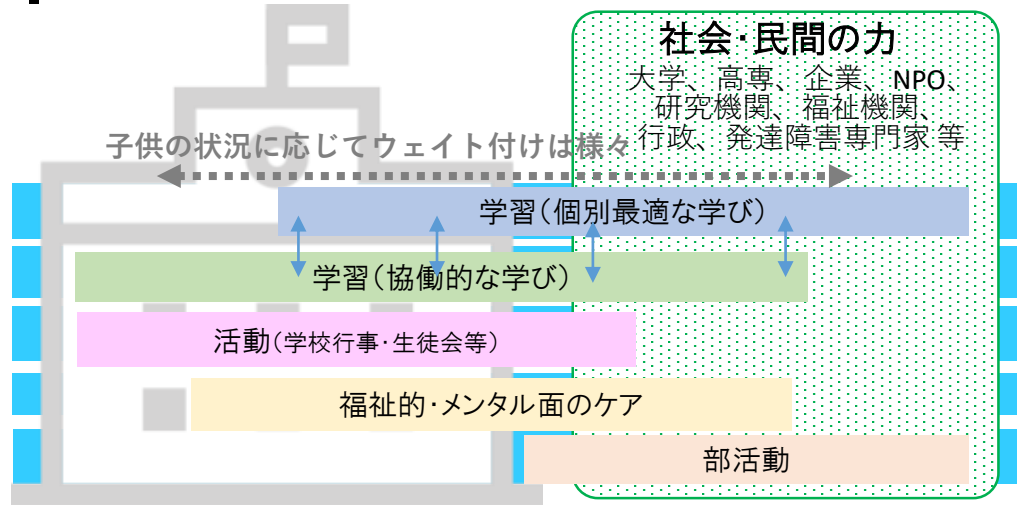 社会・民間の力
大学、高専、企業、NPO、
研究機関、福祉機関、
行政、発達障害専門家 等
子供の状況に応じてウェイト付けは様々
学習（個別最適な学び）
学習（協働的な学び）
活動（学校行事・生徒会等）
福祉的・メンタル面のケア
部活動